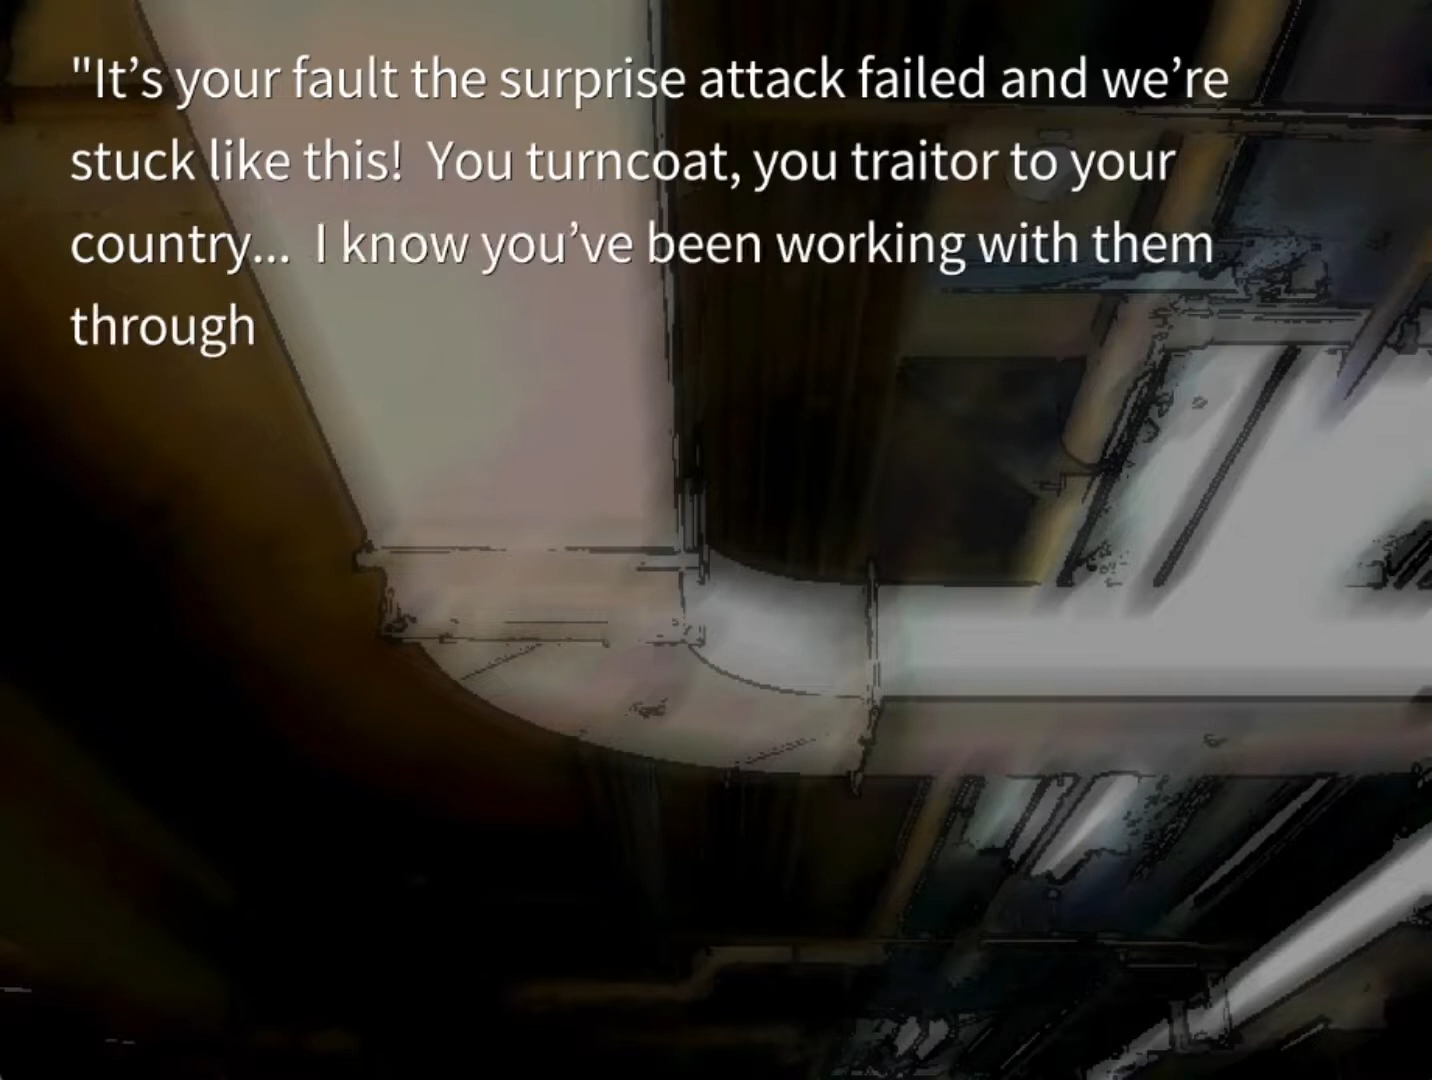 "It’s your fault the surprise attack failed and we’re
stuck like this!  You turncoat, you traitor to your
country...  I know you’ve been working with them
through